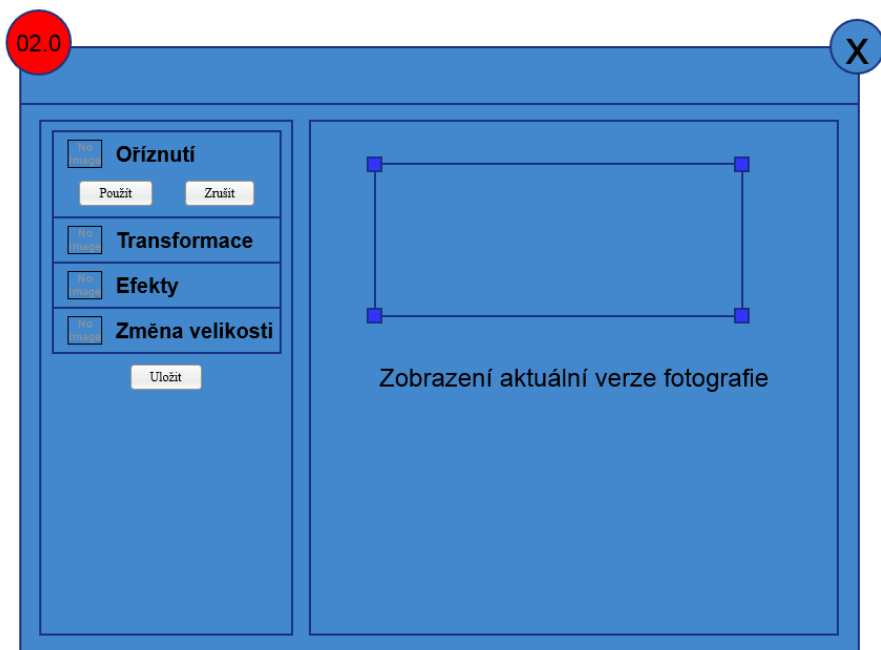 02.0
X
No
Image
Oříznutí
Použít
Zrušit
No
Image
Transformace
No
Image
Efekty
No
Image
Změna velikosti
Uložit
Zobrazení aktuální verze fotografie